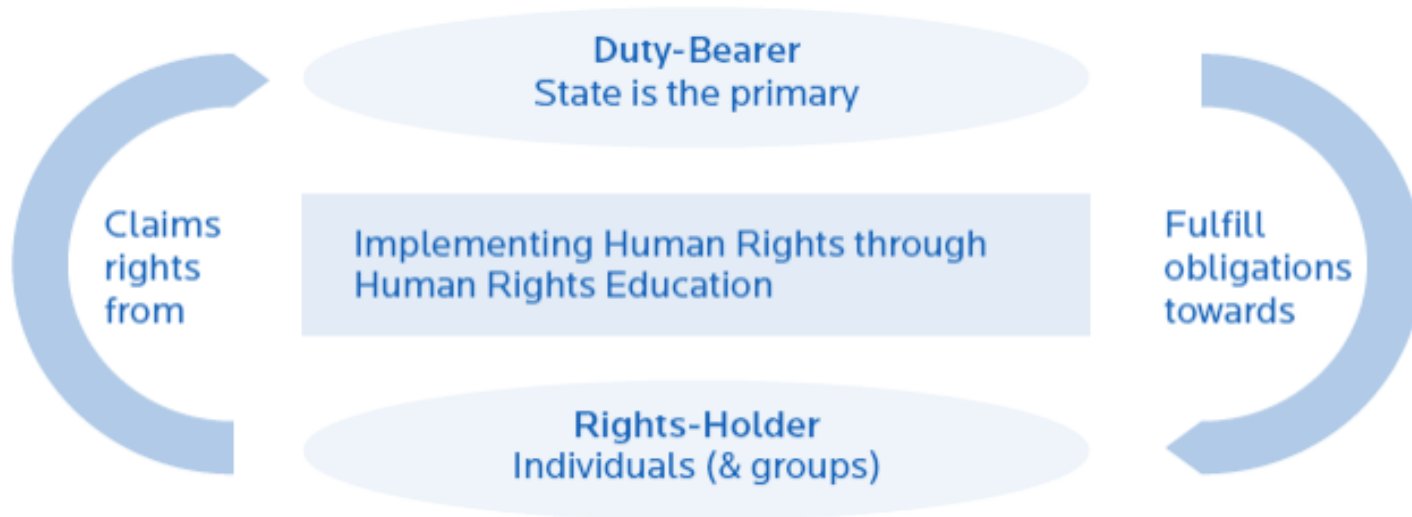 Duty-Bearer
State is the primary
Claims
rights
from
Implementing Human Rights through
Human Rights Education
Fulfill
obligations
towards
Rights-Holder
Individuals (& groups)